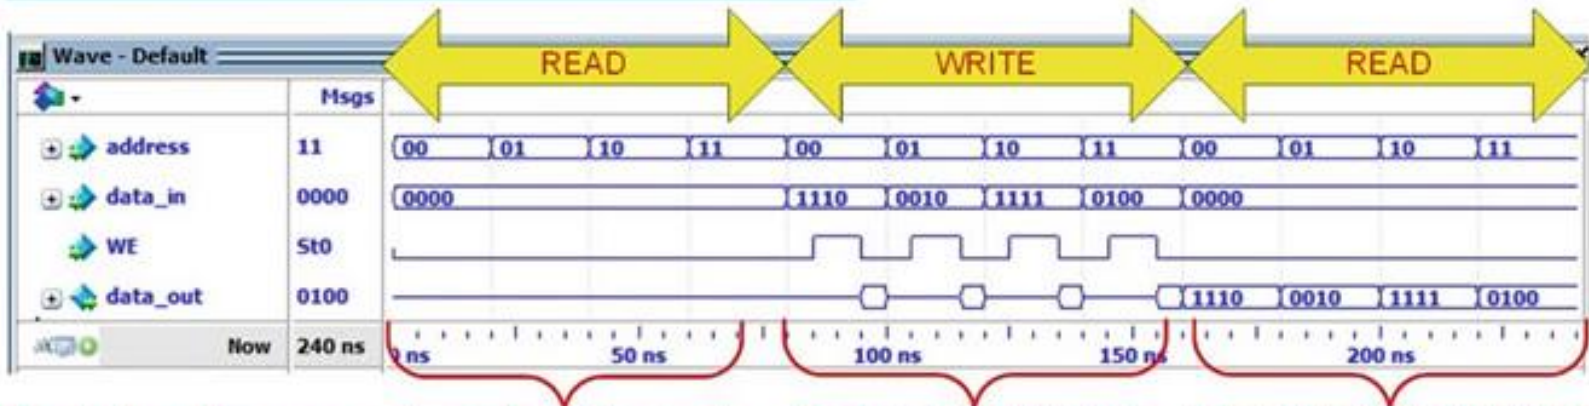 READ WRITE READ
Wave - Default
Msgs
address 11 00 01 10 11 00 01 10 11 00 01 10 11
data_in 0000 0000 1110 0010 1111 0100 0000
WE St0
data_out 0100 1110 0010 1111 0100
Now 240 ns ns 50 ns 100 ns 150 ns 200 ns